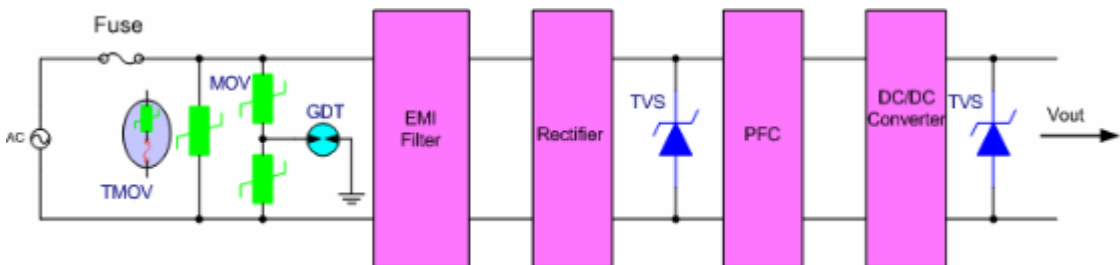 Fuse
AC
TMOV
MOV
GDT
EMI
Filter
Rectifier
TVS
PFC
DC/DC
Converter
TVS
Vout